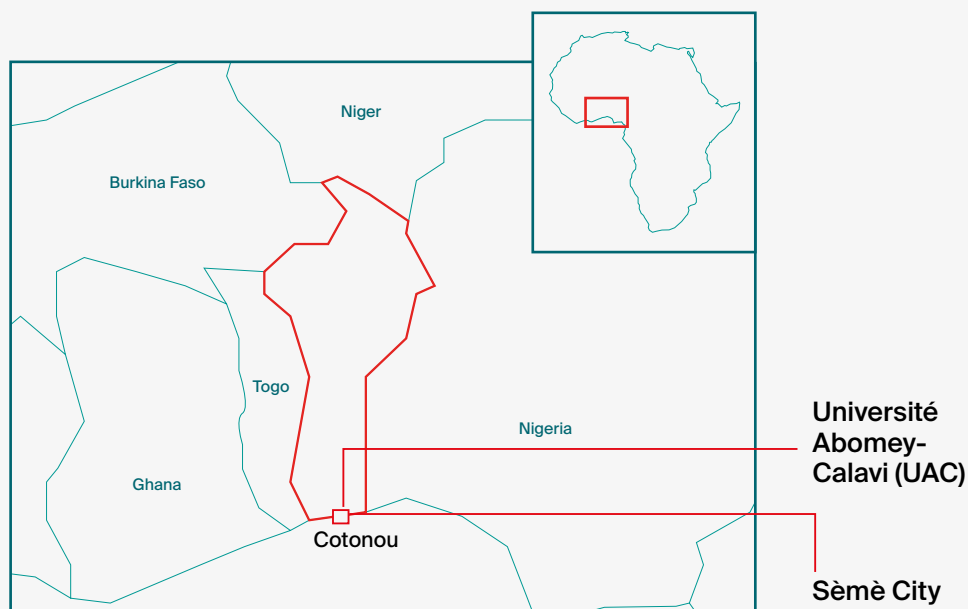 Niger
Burkina Faso
Togo
Nigeria
Ghana
Cotonou
Université
Abomey-
Calavi (UAC)
Sèmè City